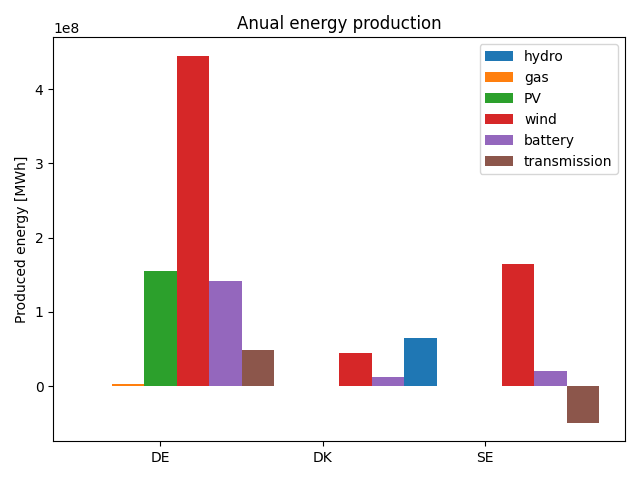 Anual energy production
1e8
hydro
gas
PV
wind
battery
transmission
Produced energy [MWh]
4
3
2
1
0
DE
DK
SE